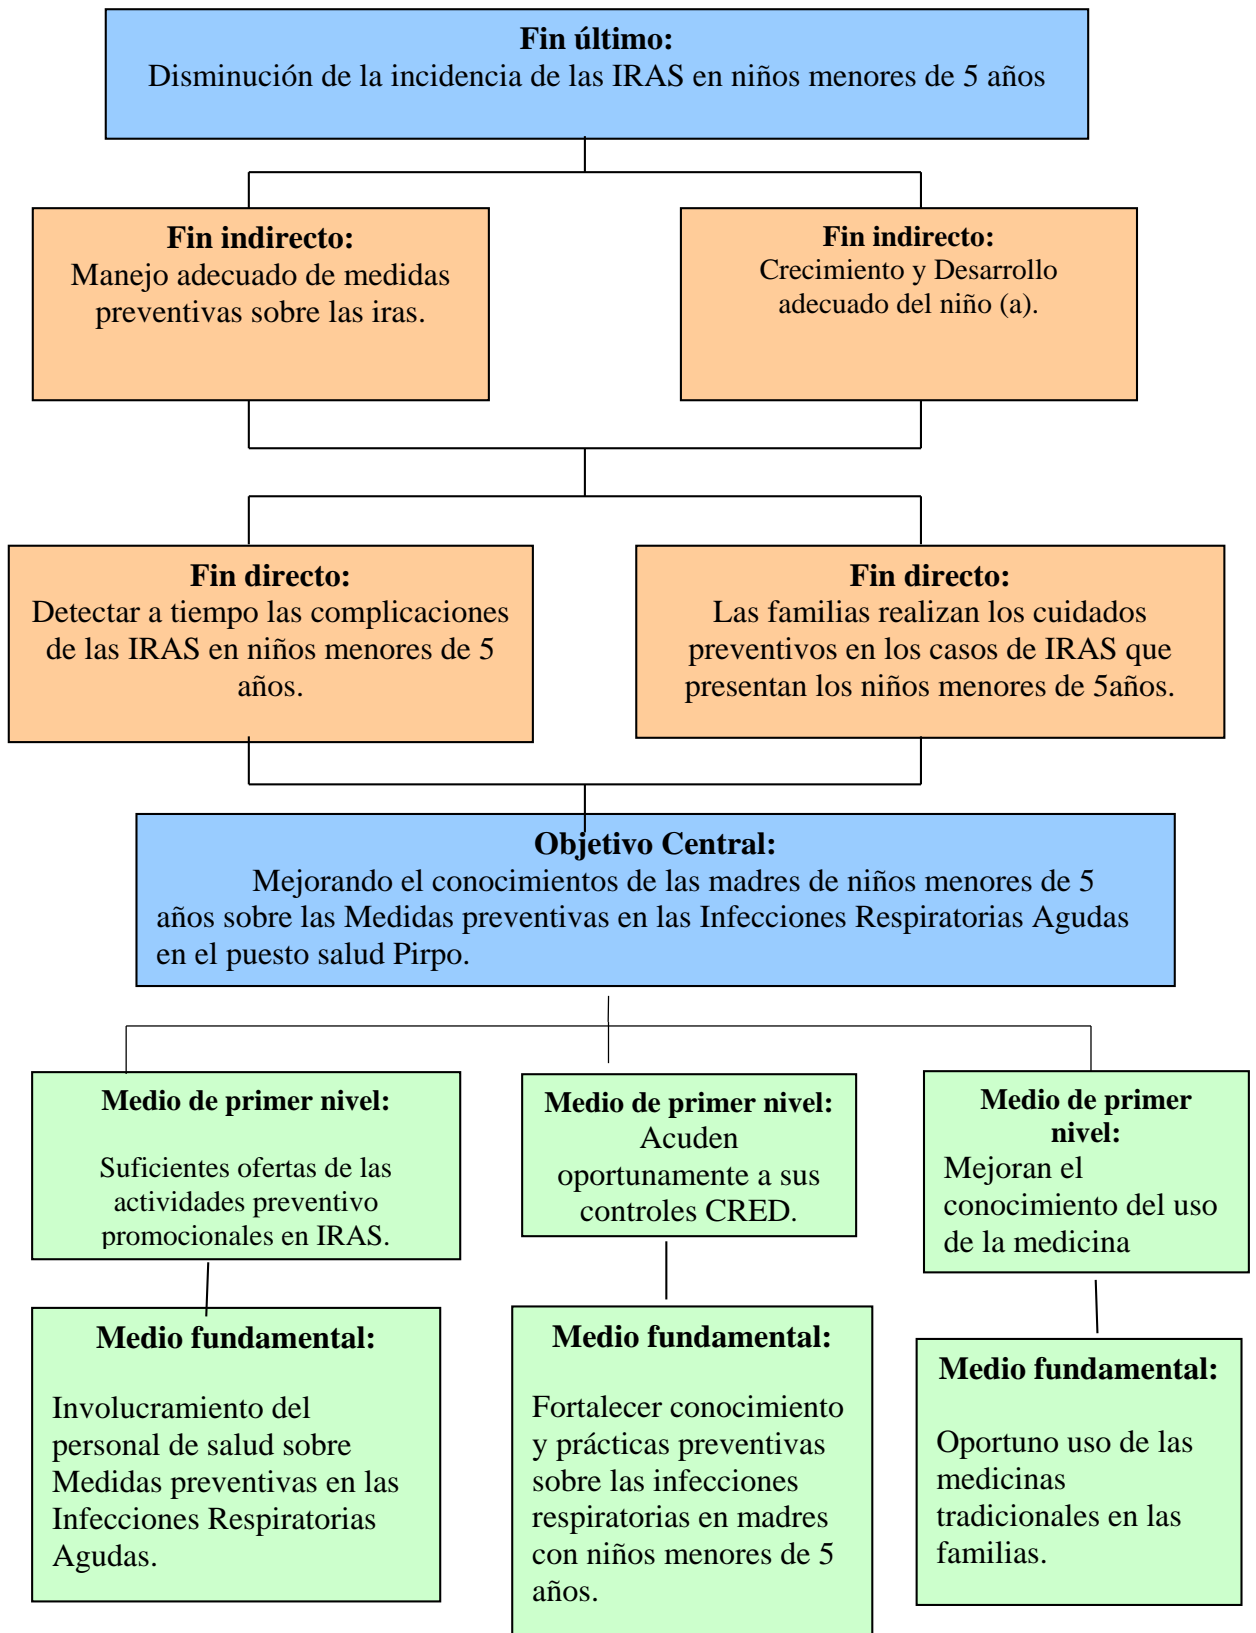 Fin último:
Disminución de la incidencia de las IRAS en niños menores de 5 años
Fin indirecto:
Manejo adecuado de medidas
preventivas sobre las iras.
Fin indirecto:
Crecimiento y Desarrollo
adecuado del niño (a).
Fin directo:
Detectar a tiempo las complicaciones
de las IRAS en niños menores de 5
años.
Fin directo:
Las familias realizan los cuidados
preventivos en los casos de IRAS que
presentan los niños menores de 5años.
Objetivo Central:
Mejorando el conocimientos de las madres de niños menores de 5
años sobre las Medidas preventivas en las Infecciones Respiratorias Agudas
en el puesto salud Pirpo.
Medio de primer nivel:
Suficientes ofertas de las
actividades preventivo
promocionales en IRAS.
Medio de primer nivel:
Acuden
oportunamente a sus
controles CRED.
Medio de primer
nivel:
Mejoran el
conocimiento del uso
de la medicina
Medio fundamental:
Involucramiento del
personal de salud sobre
Medidas preventivas en las
Infecciones Respiratorias
Agudas.
Medio fundamental:
Fortalecer conocimiento
y prácticas preventivas
sobre las infecciones
respiratorias en madres
con niños menores de 5
años.
Medio fundamental:
Oportuno uso de las
medicinas
tradicionales en las
familias.